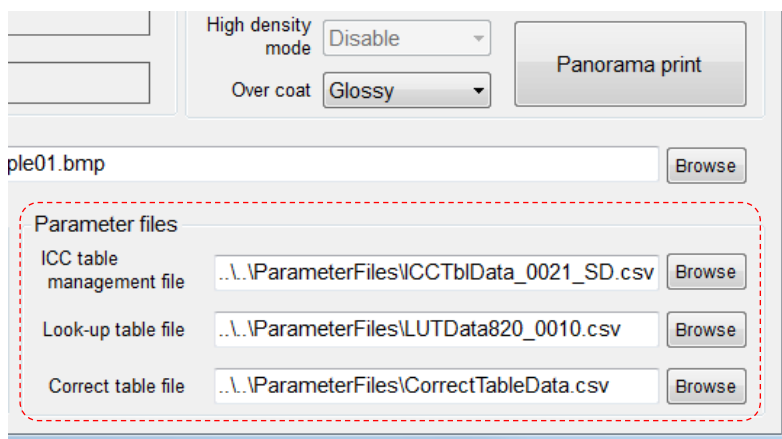 High density
mode
Disable
Panorama print
Over coat
Glossy
ple01.bmp
Browse
Parameter files
ICC table
management file
..\..\ParameterFiles\ICCTblData_0021_SD.csv
Browse
Look-up table file
..\..\ParameterFiles\LUTData820_0010.csv
Browse
Correct table file
..\..\ParameterFiles\CorrectTableData.csv
Browse